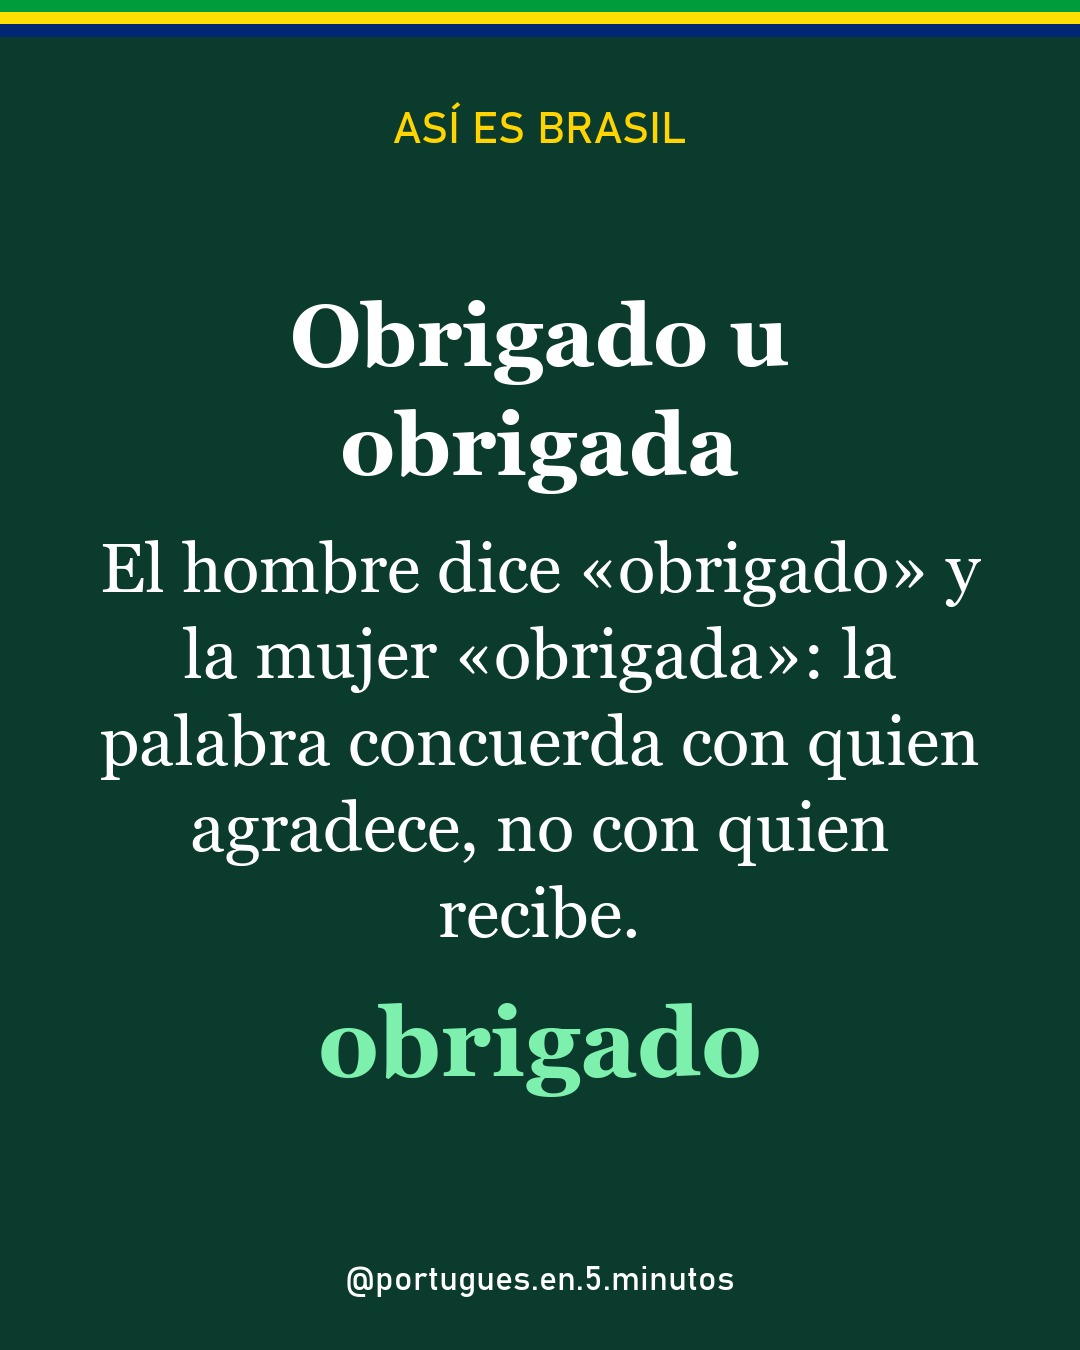 ASÍ ES BRASIL
Obrigado u
obrigada
El hombre dice «obrigado» y
la mujer «obrigada»: la
palabra concuerda con quien
agradece, no con quien
recibe.
obrigado
@portugues.en.5.minutos